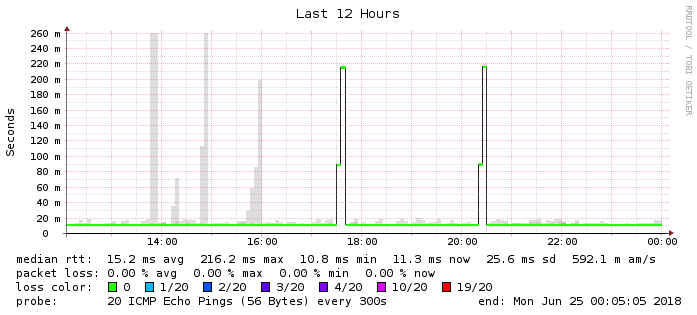 Last 12 Hours
RRDTOOL / TOBI OETIKER
Seconds
260 m
240 m
220 m
200 m
180 m
160 m
140 m
120 m
100 m
80 m
60 m
40 m
20 m
0
14:00 16:00 18:00 20:00 22:00 00:00
median rtt: 15.2 ms avg 216.2 ms max 10.8 ms min 11.3 ms now 25.6 ms sd 592.1 m am/s
packet loss: 0.00 % avg 0.00 % max 0.00 % min 0.00 % now
loss color: 0 1/20 2/20 3/20 4/20 10/20 19/20
probe: 20 ICMP Echo Pings (56 Bytes) every 300s end: Mon Jun 25 00:05:05 2018